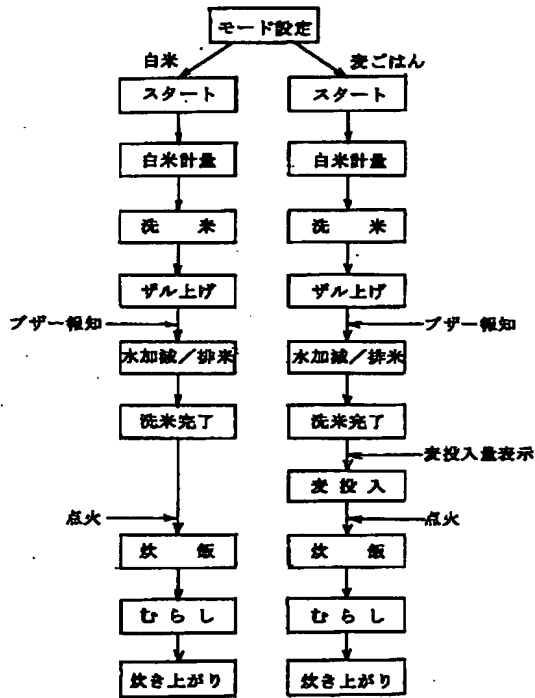 モード設定
白米
麦ごはん
スタート
スタート
白米計量
白米計量
洗 米
洗 米
ザル上げ
ザル上げ
ブザー報知
ブザー報知
水加減／排米
水加減／排米
洗米完了
洗米完了
麦投入量表示
麦投入
点火
点火
炊 飯
炊 飯
むらし
むらし
炊き上がり
炊き上がり